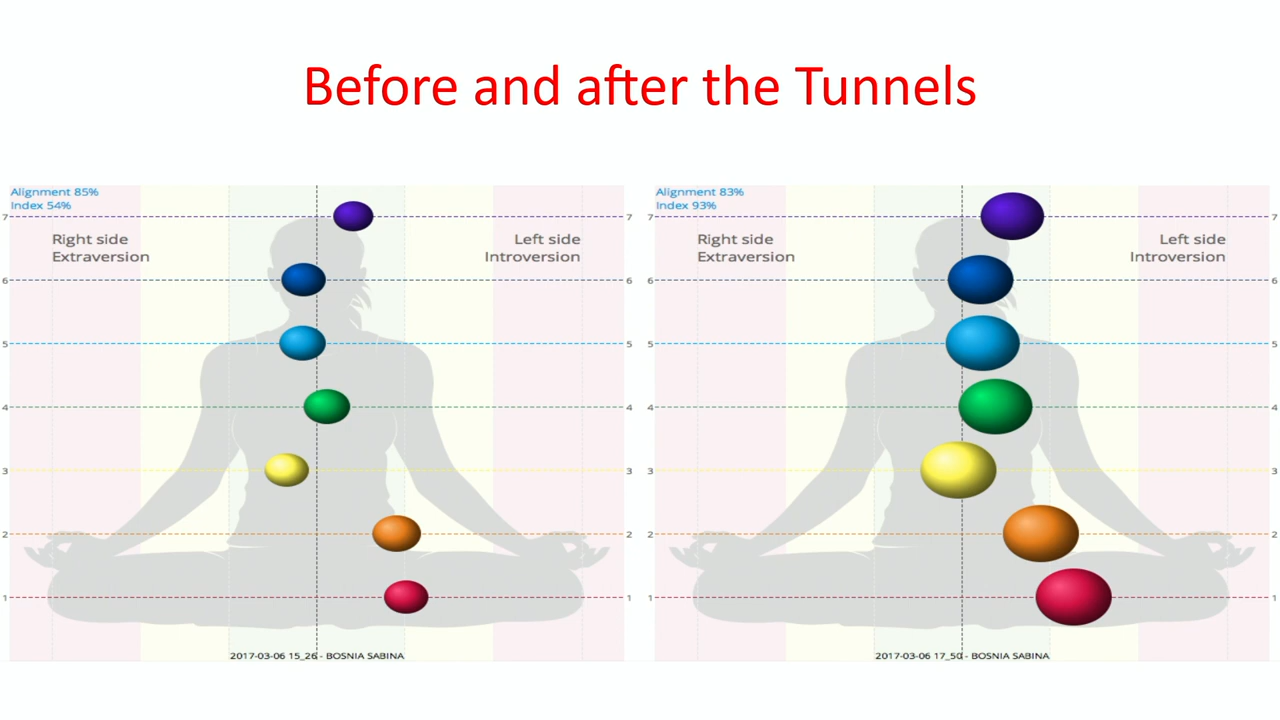 Before and after the Tunnels
Alignment 85%
Index 54%
7
7
Right side
Extraversion
Left side
Introversion
6
6
5
5
4
4
3
3
2
2
1
1
2017-03-06 15_26 - BOSNIA SABINA
Alignment 83%
Index 93%
7
7
Right side
Extraversion
Left side
Introversion
6
6
5
5
4
4
3
3
2
2
1
1
2017-03-06 17_50 - BOSNIA SABINA